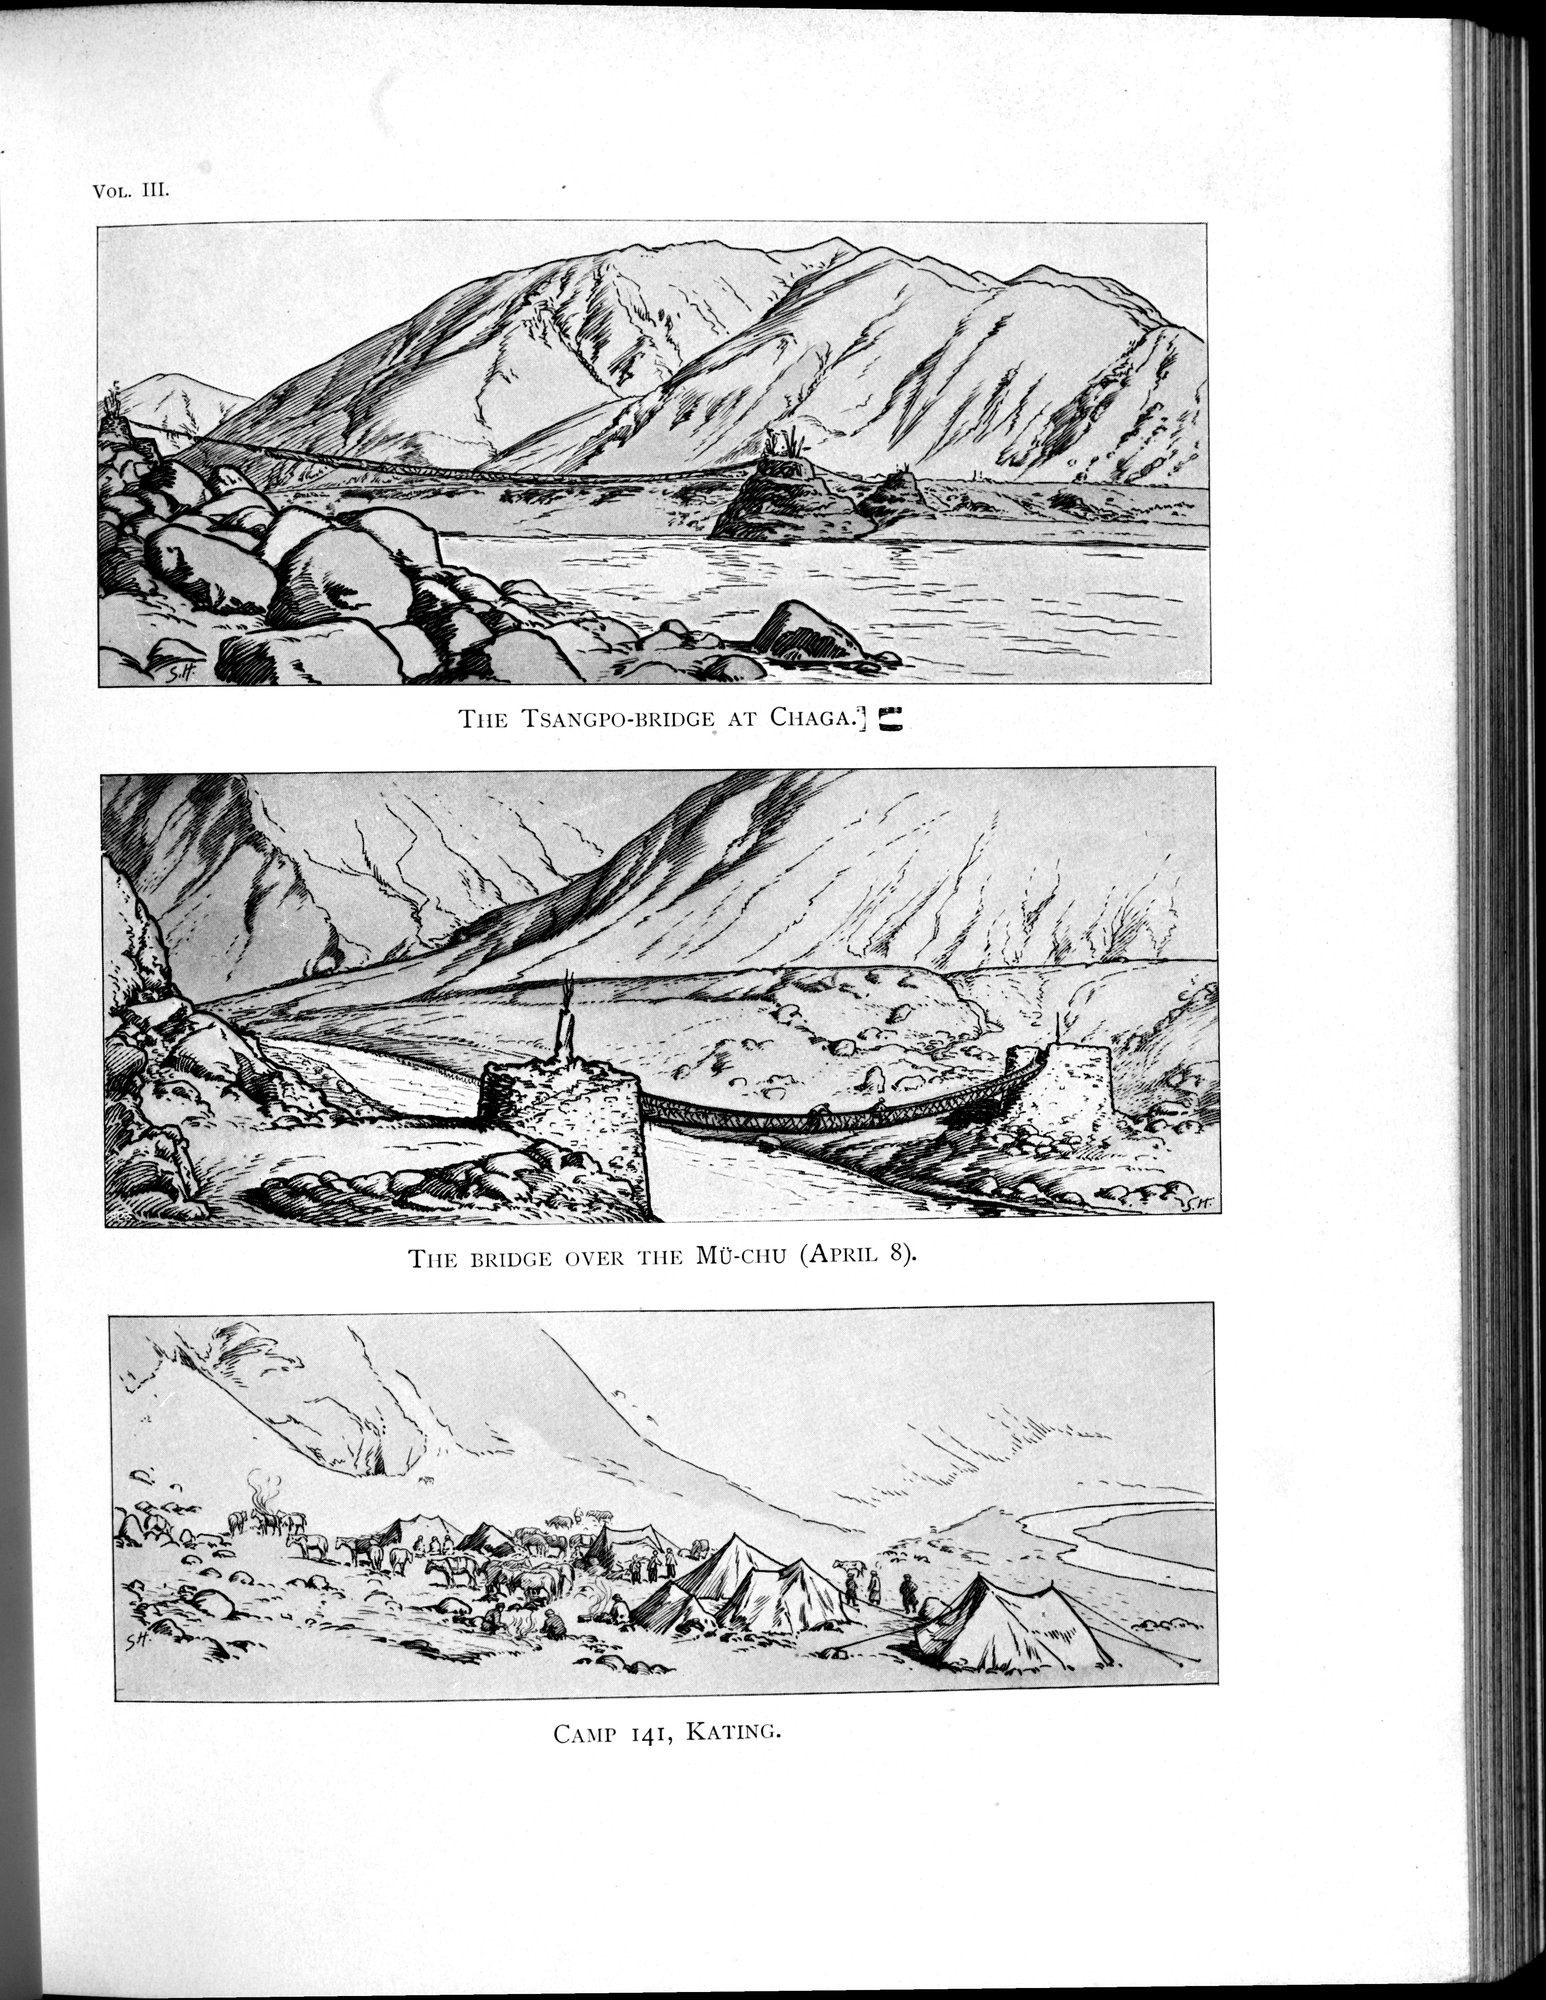 Vol. III.
S.H.
The Tsangpo-bridge at Chaga.]
S.H.
The bridge over the Mü-chu (April 8).
S.H.
Camp 141, Kating.